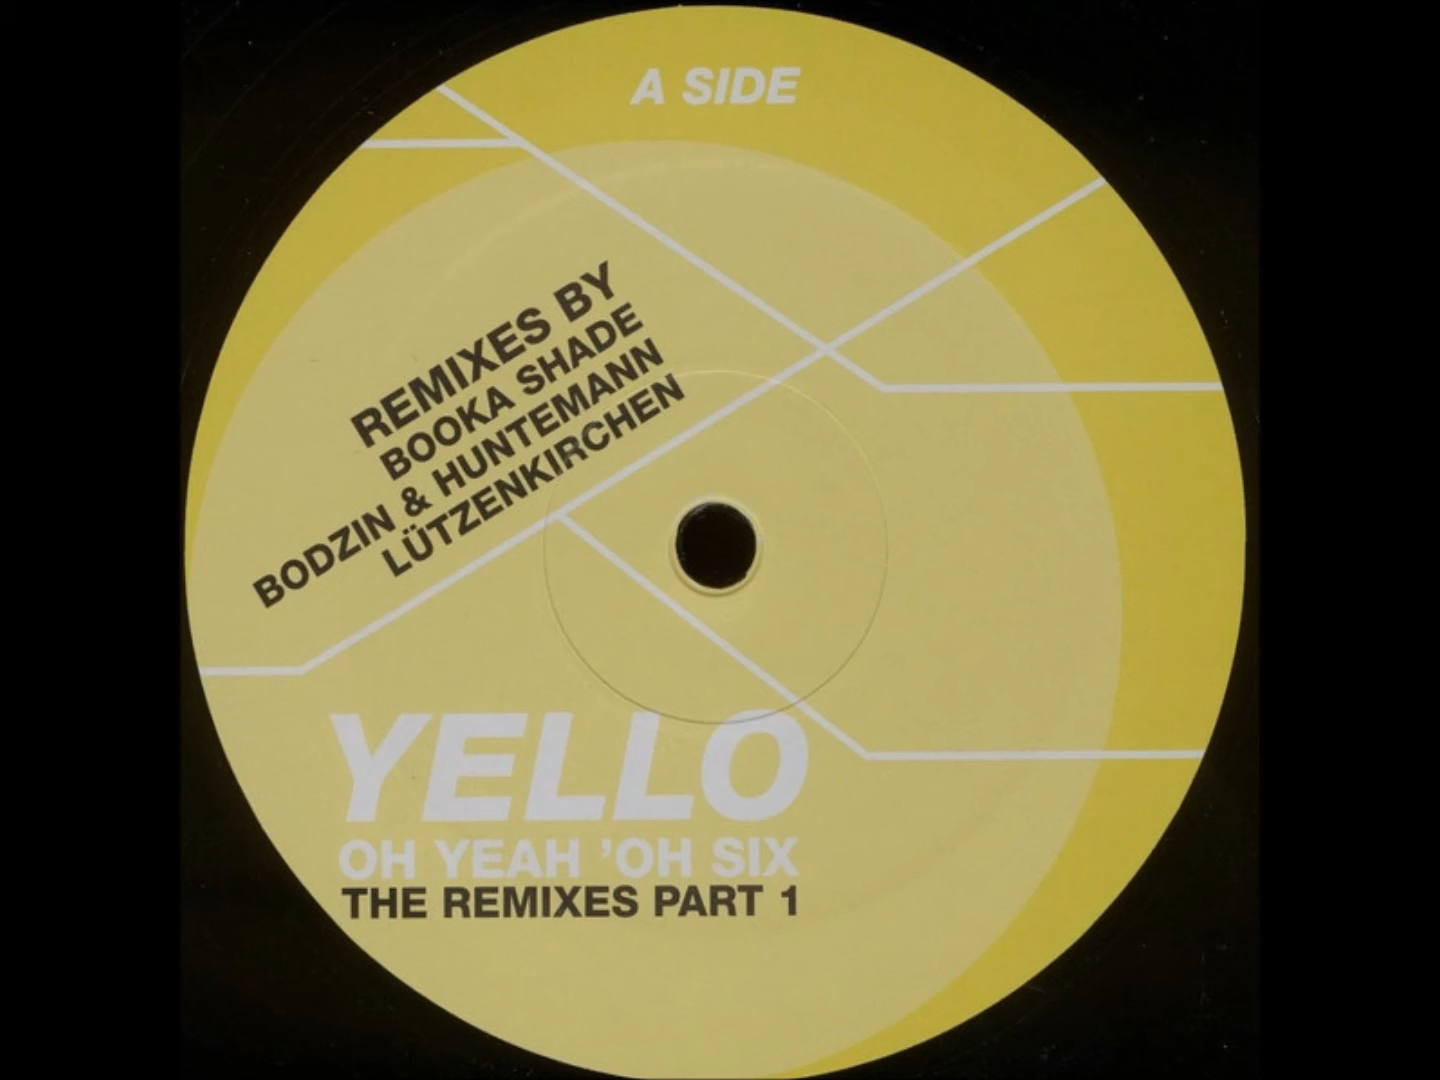 A SIDE
REMIXES BY
BOOKA SHADE
BODZIN & HUNTEMANN
LÜTZENKIRCHEN
YELLO
OH YEAH 'OH SIX
THE REMIXES PART 1